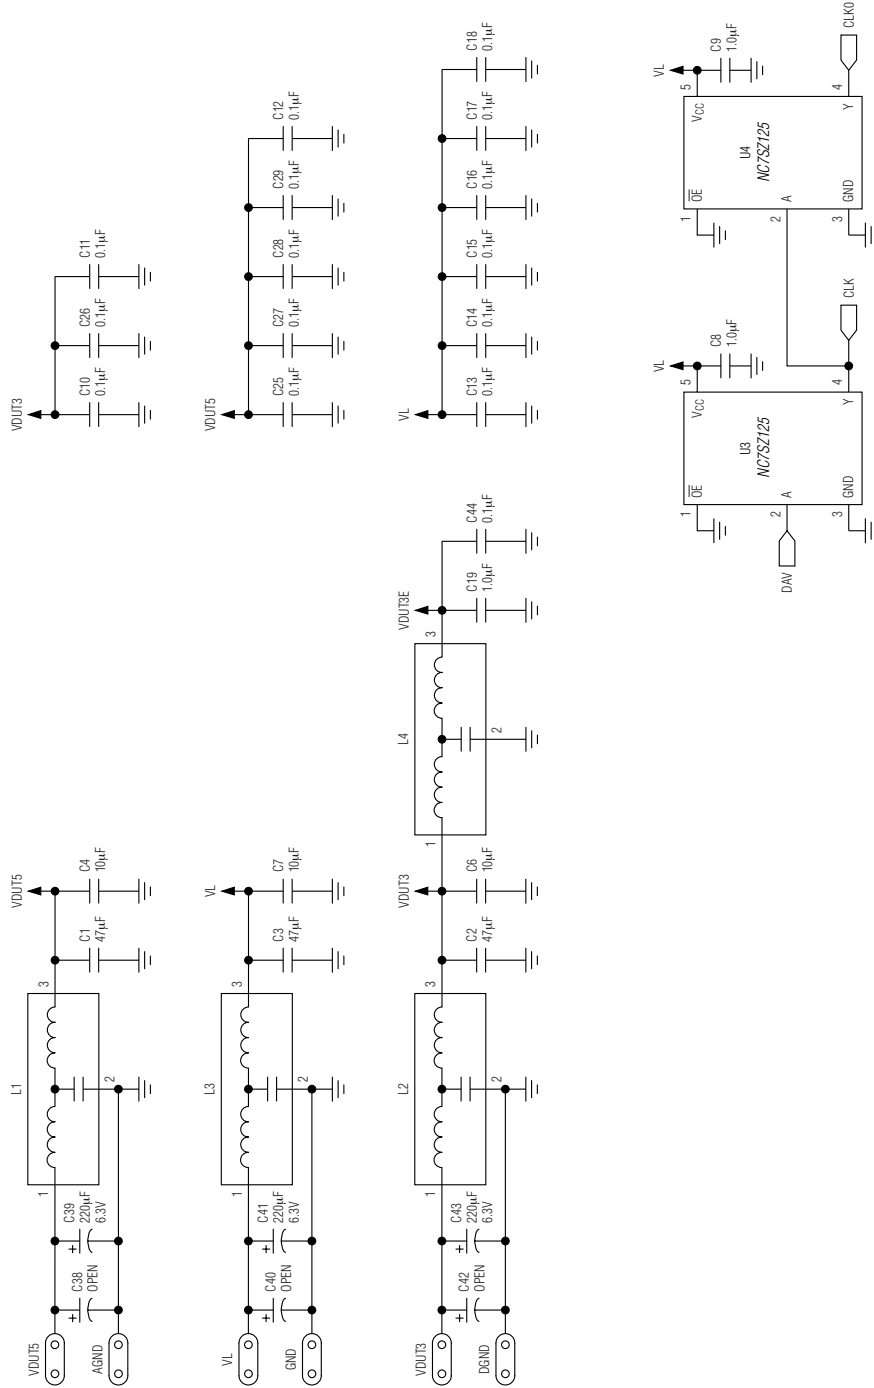 VDUT5
AGND
C38
OPEN
C39
220µF
6.3V
1
L1
2
3
C1
47µF
C4
10µF
VDUT5
VDUT3
C10
0.1µF
C26
0.1µF
C11
0.1µF
VL
GND
C40
OPEN
C41
220µF
6.3V
1
L3
2
3
C3
47µF
C7
10µF
VL
VDUT5
C25
0.1µF
C27
0.1µF
C28
0.1µF
C29
0.1µF
C12
0.1µF
VDUT3
DGND
C42
OPEN
C43
220µF
6.3V
1
L2
2
3
C2
47µF
C6
10µF
VDUT3
1
L4
2
3
VDUT3E
C19
1.0µF
C44
0.1µF
VL
C13
0.1µF
C14
0.1µF
C15
0.1µF
C16
0.1µF
C17
0.1µF
C18
0.1µF
DAV
1
2
3
OE
A
GND
U3
NC7SZ125
VCC
Y
5
4
VL
C8
1.0µF
CLK
1
2
3
OE
A
GND
U4
NC7SZ125
VCC
Y
5
4
VL
C9
1.0µF
CLK0